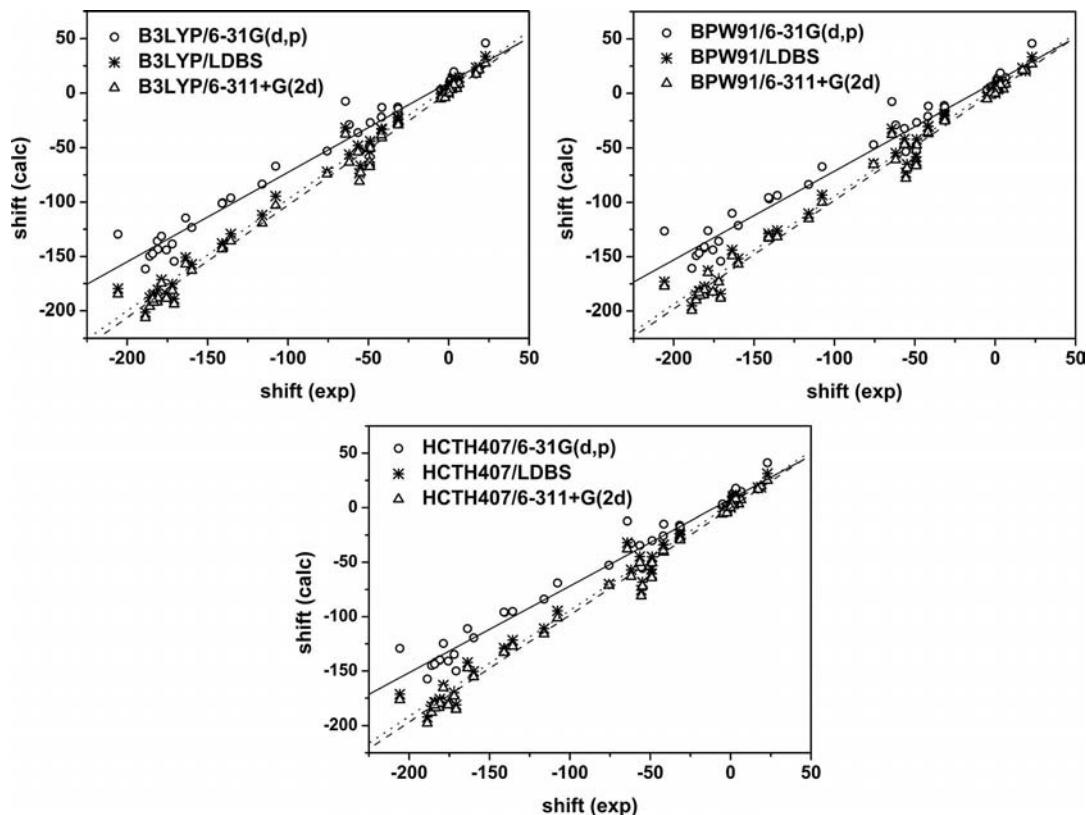 B3LYP/6-31G(d,p)
B3LYP/LDBS
B3LYP/6-311+G(2d)
50
0
-50
-100
-150
-200
shift (calc)
-200 -150 -100 -50 0 50
shift (exp)
BPW91/6-31G(d,p)
BPW91/LDBS
BPW91/6-311+G(2d)
50
0
-50
-100
-150
-200
shift (calc)
-200 -150 -100 -50 0 50
shift (exp)
HCTH407/6-31G(d,p)
HCTH407/LDBS
HCTH407/6-311+G(2d)
50
0
-50
-100
-150
-200
shift (calc)
-200 -150 -100 -50 0 50
shift (exp)